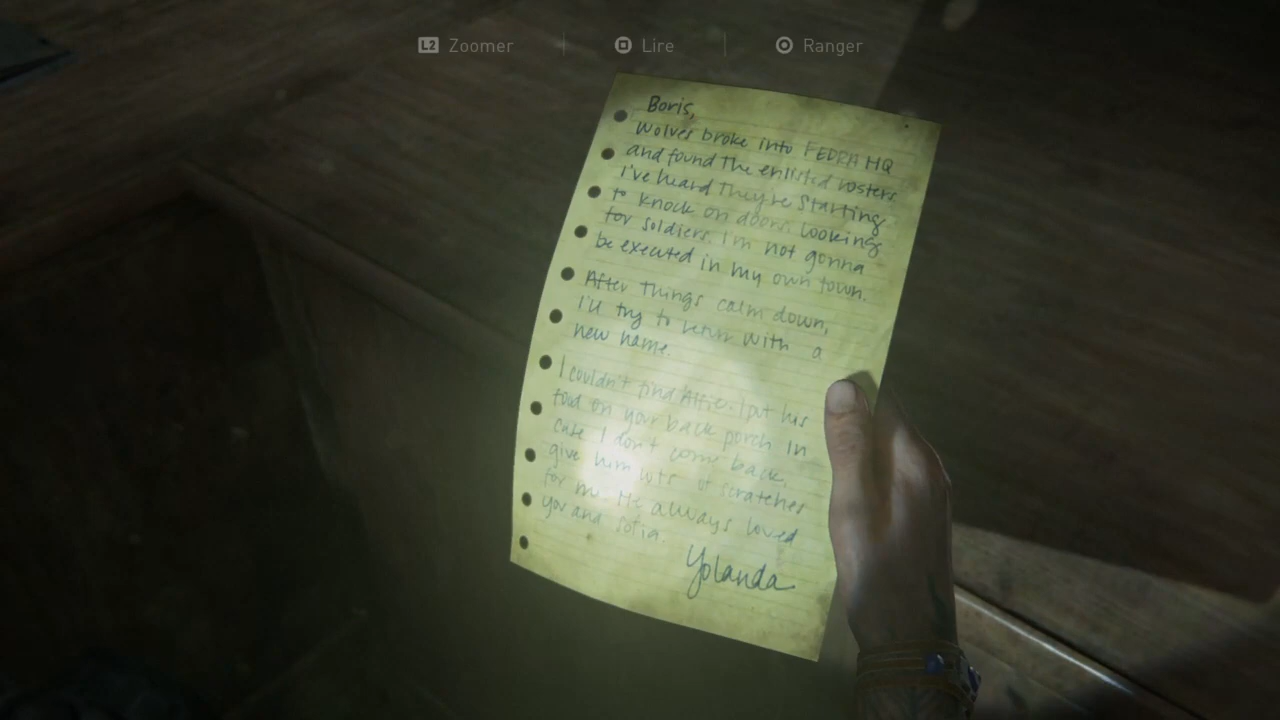 L2 Zoomer
Lire
Ranger
Boris,
Wolves broke into FEDRA HQ
and found the enlisted rosters.
I've heard they're starting
to knock on doors. Looking
for soldiers. I'm not gonna
be executed in my own town.
After things calm down,
I'll try to return with a
new name.
I couldn't find Alfie. I put his
food on your back porch. In
case I don't come back,
give him lots of scratches
for me. He always loved
you and Sofia.
Yolanda